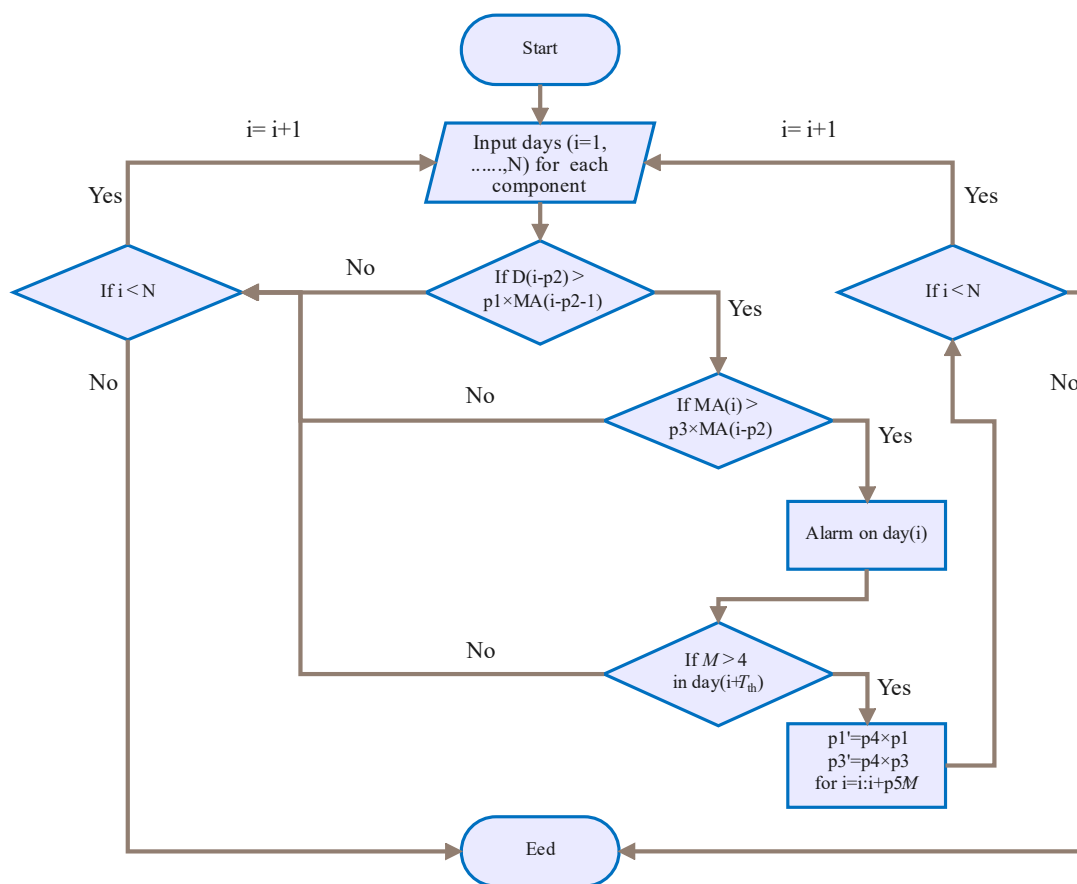 Start
i= i+1
i= i+1
Input days (i=1,
......,N) for each
component
Yes
Yes
No
If i < N
If D(i-p2) >
p1×MA(i-p2-1)
If i < N
Yes
No
No
No
If MA(i) >
p3×MA(i-p2)
Yes
Alarm on day(i)
No
If M > 4
in day(i+Tth)
Yes
p1'=p4×p1
p3'=p4×p3
for i=i:i+p5M
Eed